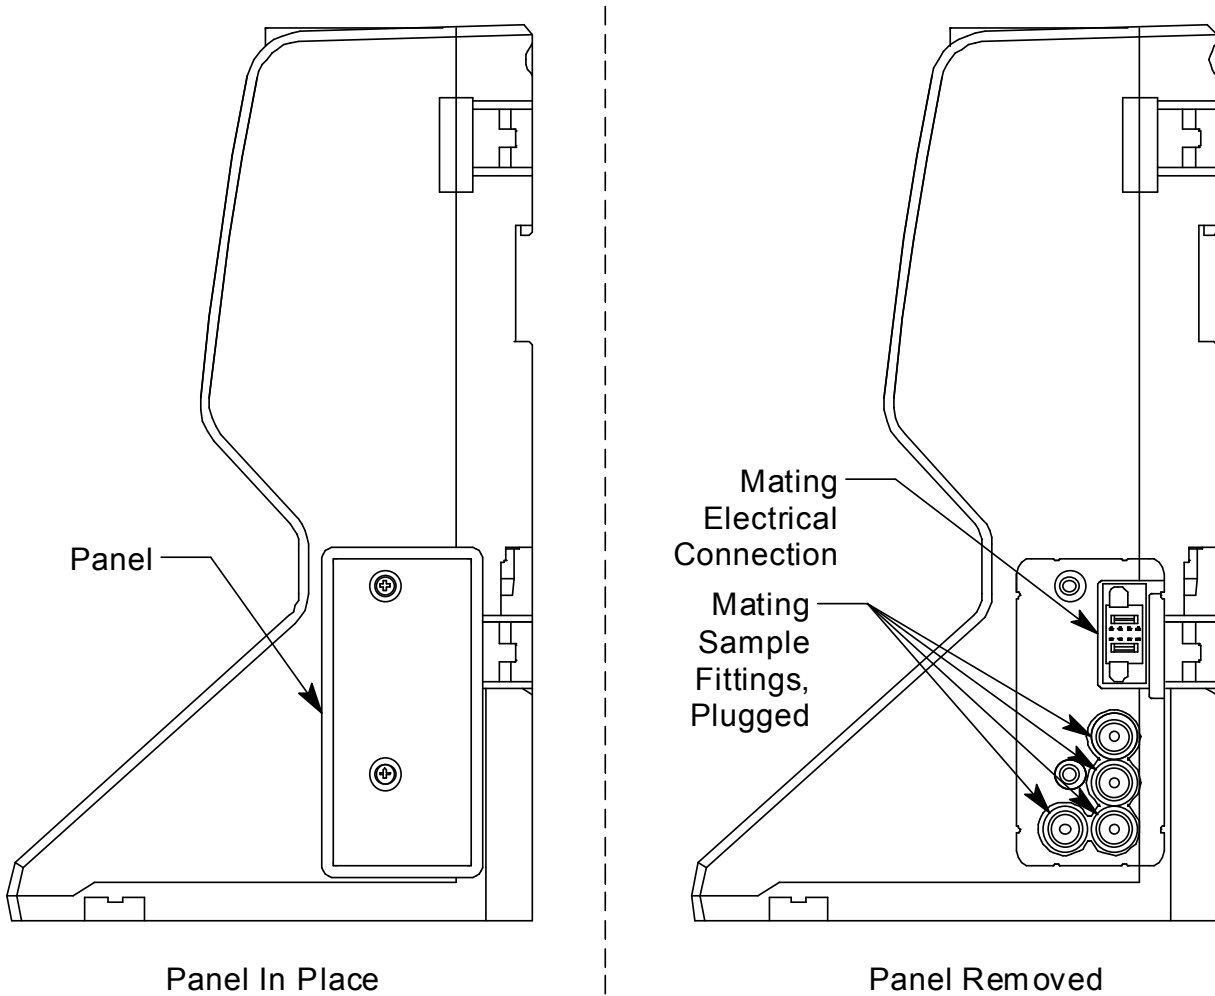 Panel
Mating
Electrical
Connection
Mating
Sample
Fittings,
Plugged
Panel In Place
Panel Removed